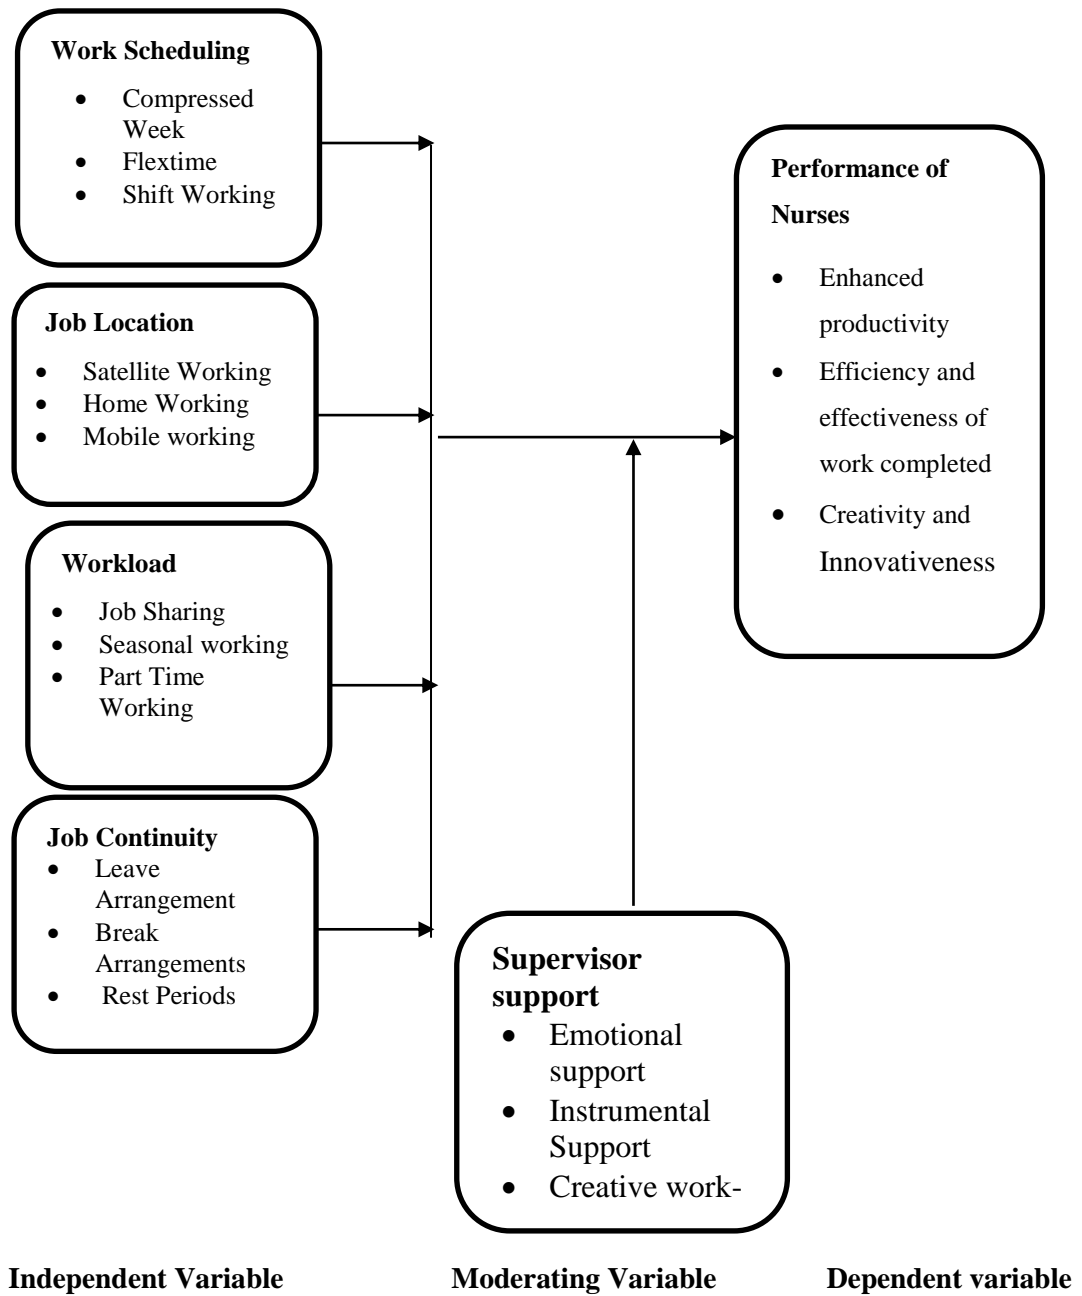 Work Scheduling
• Compressed
Week
• Flextime
• Shift Working
Job Location
• Satellite Working
• Home Working
• Mobile working
Workload
• Job Sharing
• Seasonal working
• Part Time
Working
Job Continuity
• Leave
Arrangement
• Break
Arrangements
• Rest Periods
Performance of
Nurses
• Enhanced
productivity
• Efficiency and
effectiveness of
work completed
• Creativity and
Innovativeness
Supervisor
support
• Emotional
support
• Instrumental
Support
• Creative work-
Independent Variable
Moderating Variable
Dependent variable